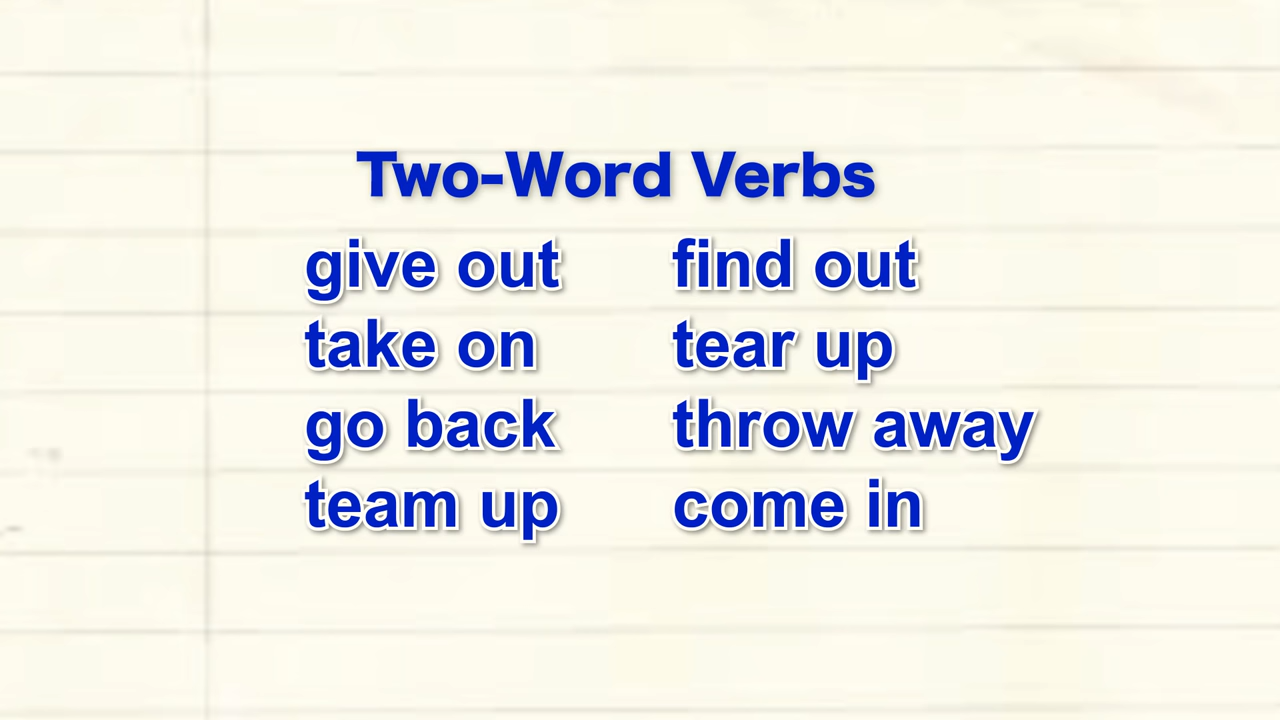 Two-Word Verbs
give out find out
take on tear up
go back throw away
team up come in